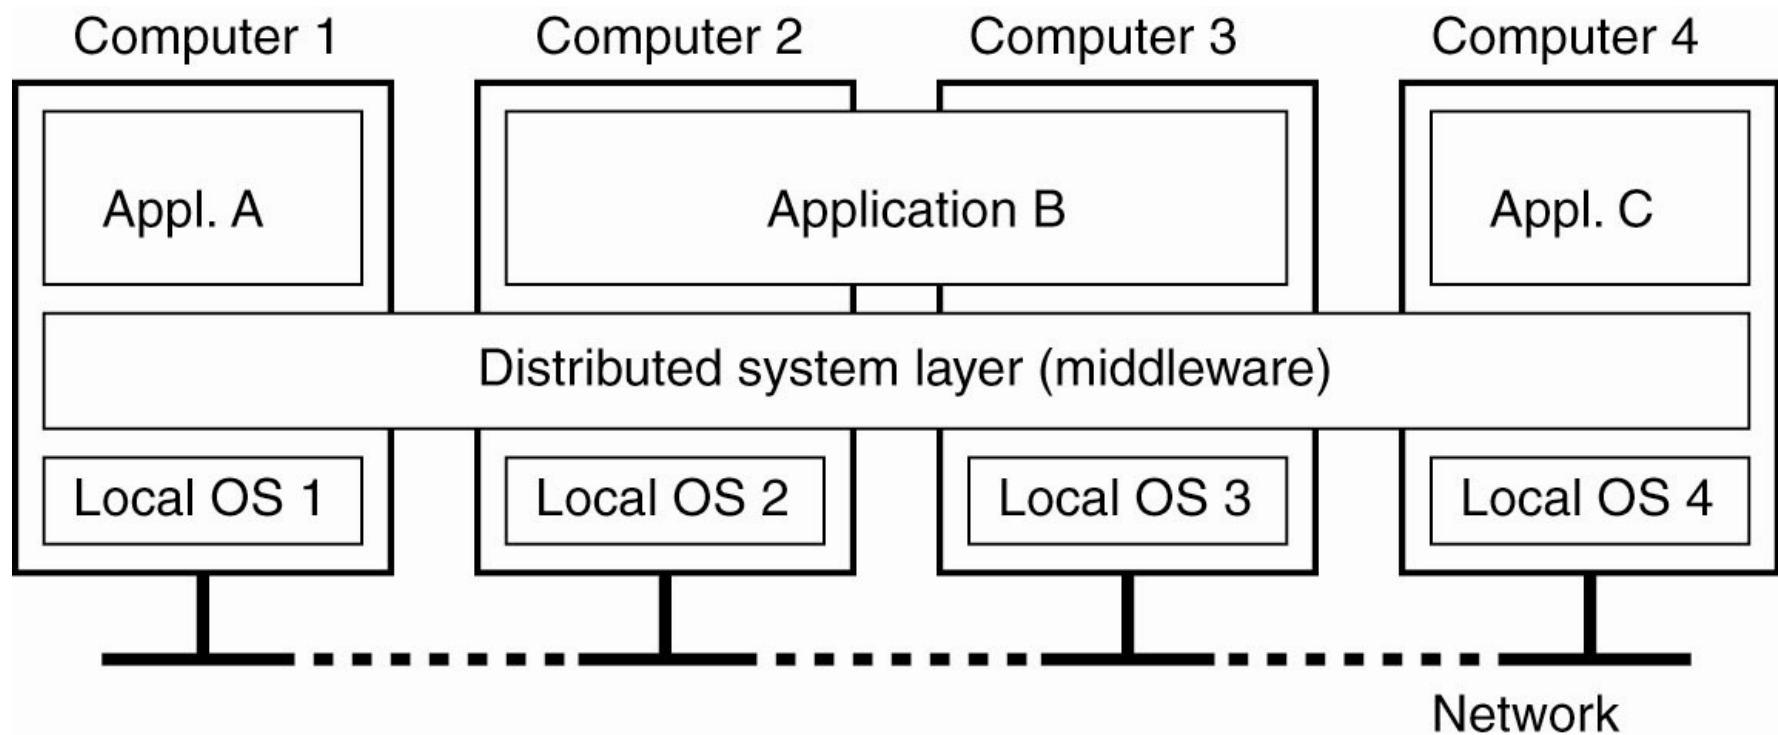 Computer 1
Computer 2
Computer 3
Computer 4
Appl. A
Application B
Appl. C
Distributed system layer (middleware)
Local OS 1
Local OS 2
Local OS 3
Local OS 4
Network